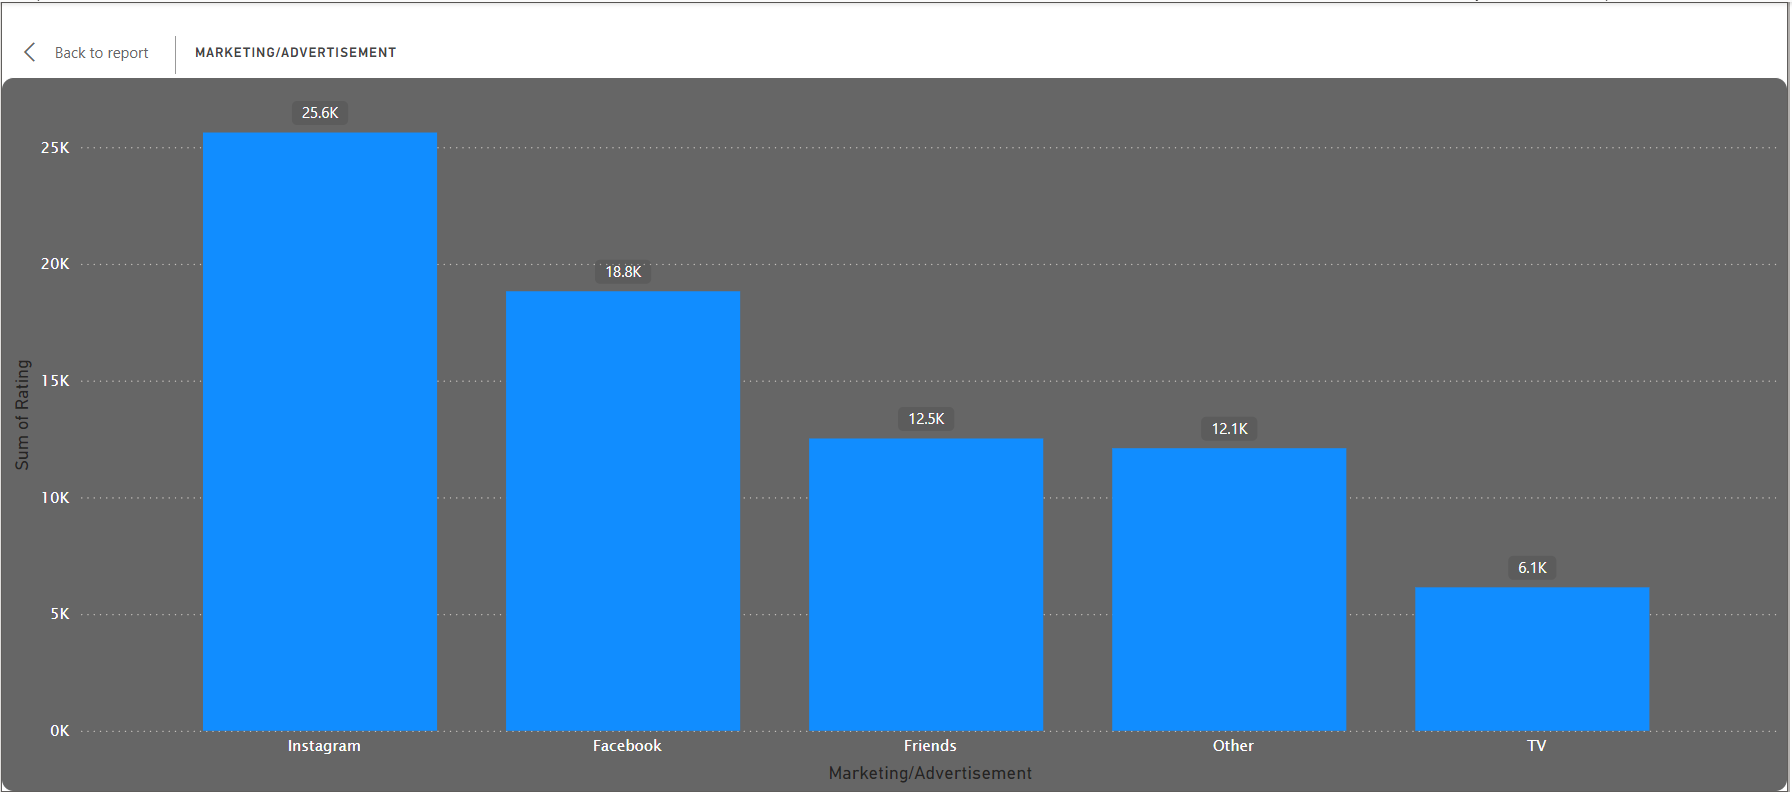 Back to report
MARKETING/ADVERTISEMENT
25.6K
25K
20K
18.8K
15K
12.5K
12.1K
10K
6.1K
5K
0K
Sum of Rating
Instagram Facebook Friends Other TV
Marketing/Advertisement